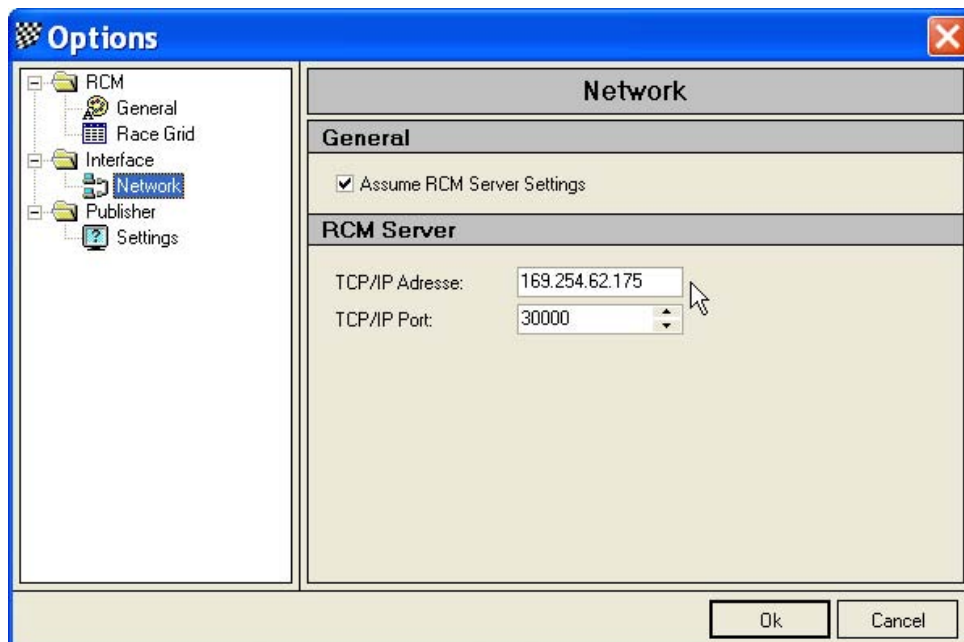 Options
RCM
General
Race Grid
Interface
Network
Publisher
Settings
Network
General
Assume RCM Server Settings
RCM Server
TCP/IP Adresse: 169.254.62.175
TCP/IP Port: 30000
Ok Cancel